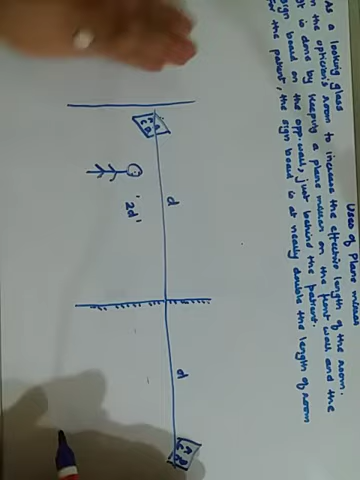 Uses of Plane mirror
As a looking glass
In the optician's room to increase the effective length of the room.
It is done by keeping a plane mirror on the front wall and the
sign board on the opp. wall, just behind the patient.
For the patient, the sign board is at nearly double the length of room
d
'2d'
d